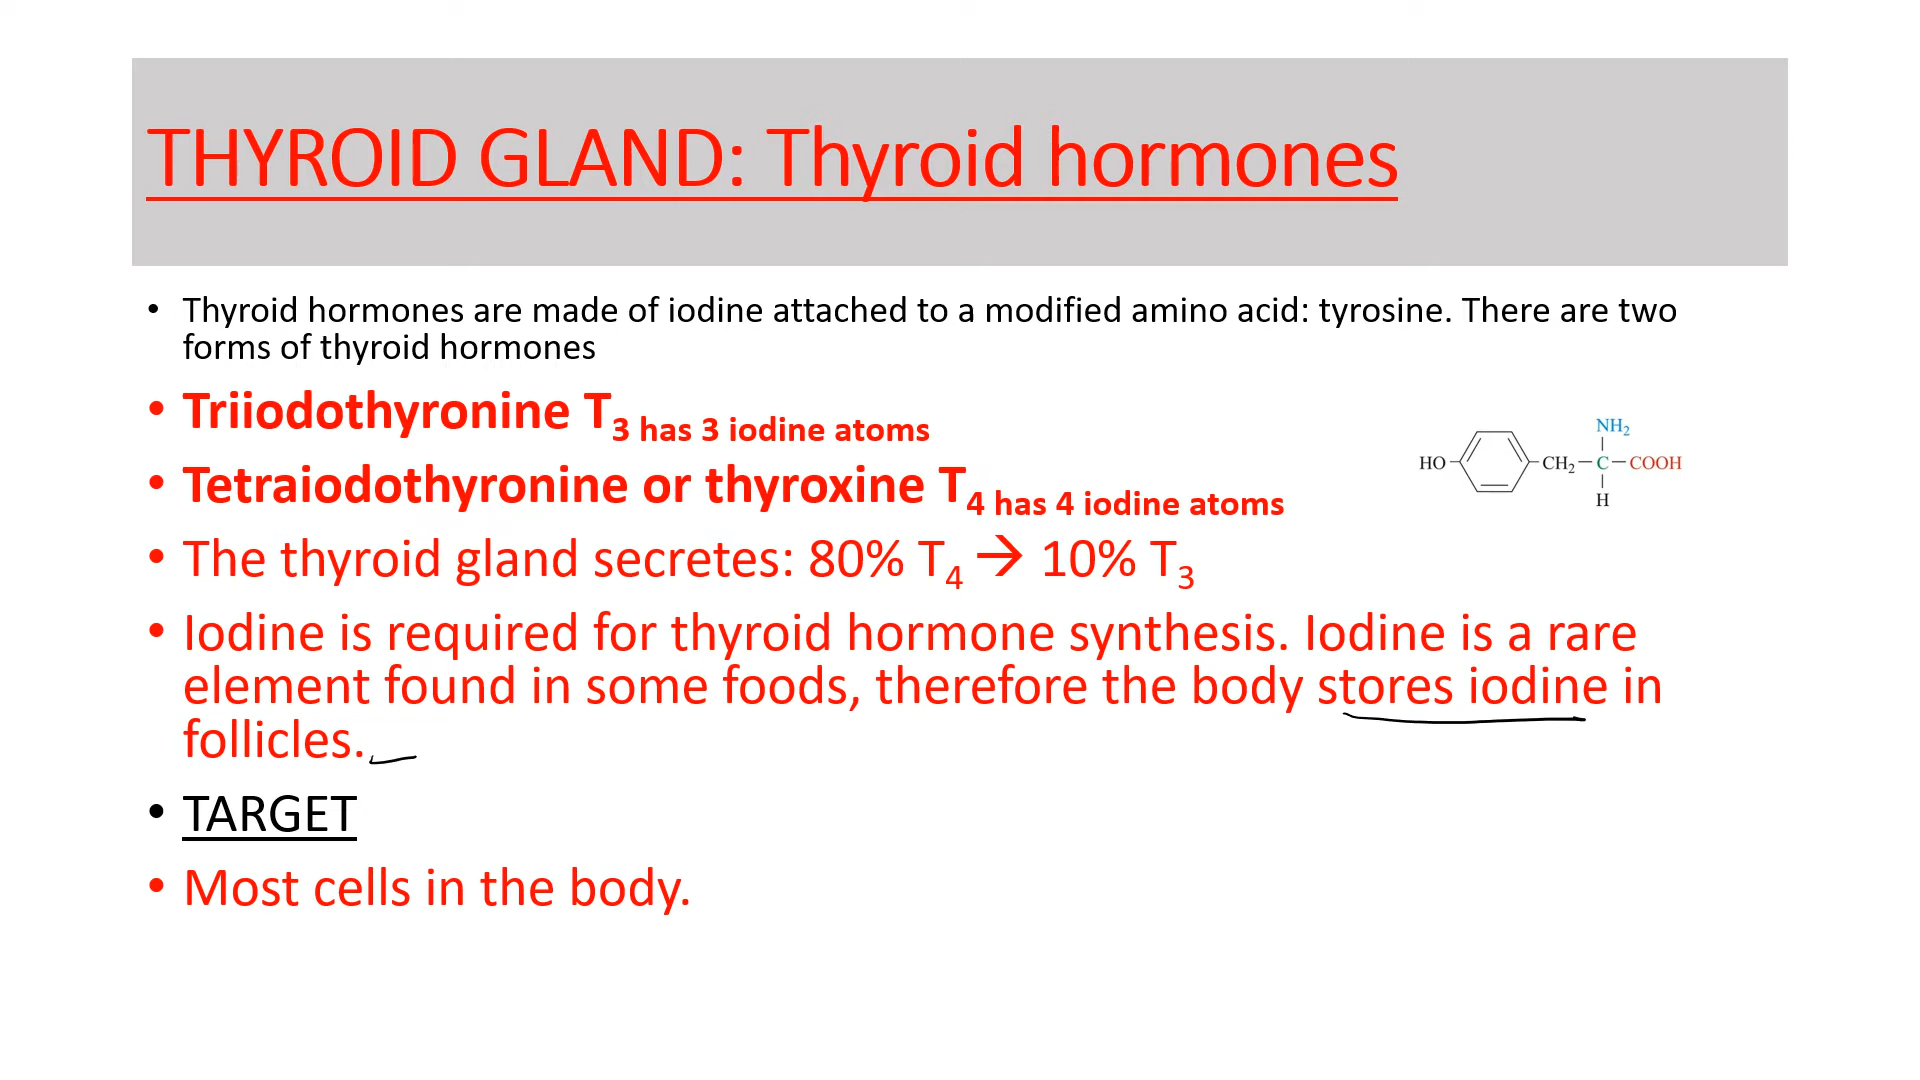 THYROID GLAND: Thyroid hormones
• Thyroid hormones are made of iodine attached to a modified amino acid: tyrosine. There are two
forms of thyroid hormones
• Triiodothyronine T3 has 3 iodine atoms
• Tetraiodothyronine or thyroxine T4 has 4 iodine atoms
NH2
HO CH2 C COOH
H
• The thyroid gland secretes: 80% T4 → 10% T3
• Iodine is required for thyroid hormone synthesis. Iodine is a rare
element found in some foods, therefore the body stores iodine in
follicles.
• TARGET
• Most cells in the body.